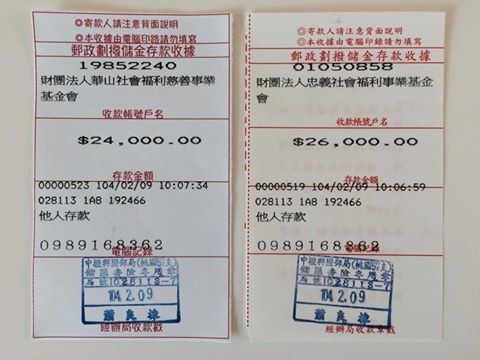 ◎寄款人請注意背面說明
◎本收據由電腦印錄請勿填寫
郵政劃撥儲金存款收據
19852240
財團法人華山社會福利慈善事業
基金會
收款帳號戶名
$24,000.00
存款金額
00000523 104/02/09 10:07:34
028113 1A8 192466
他人存款
0989168362
電腦記錄
104.2.09
經辦局收款戳
◎寄款人請注意背面說明
◎本收據由電腦印錄請勿填寫
郵政劃撥儲金存款收據
01050858
財團法人忠義社會福利事業基金
會
收款帳號戶名
$26,000.00
存款金額
00000519 104/02/09 10:06:59
028113 1A8 192466
他人存款
0989168362
電腦記錄
104.2.09
經辦局收款章戳